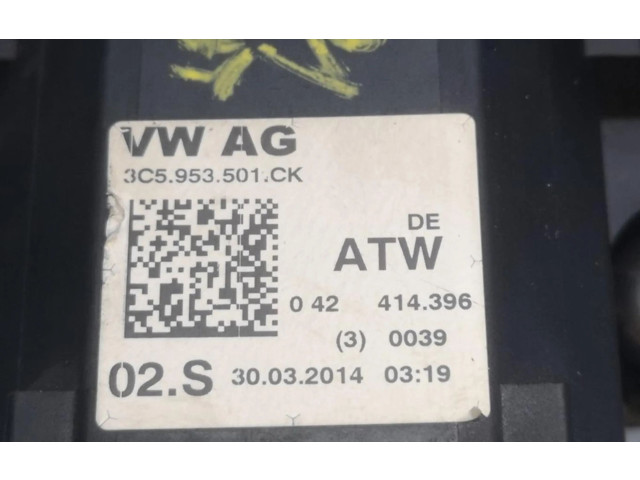 VW AG
3C5.953.501.CK
DE
ATW
0 42 414.396
(3) 0039
02.S 30.03.2014 03:19